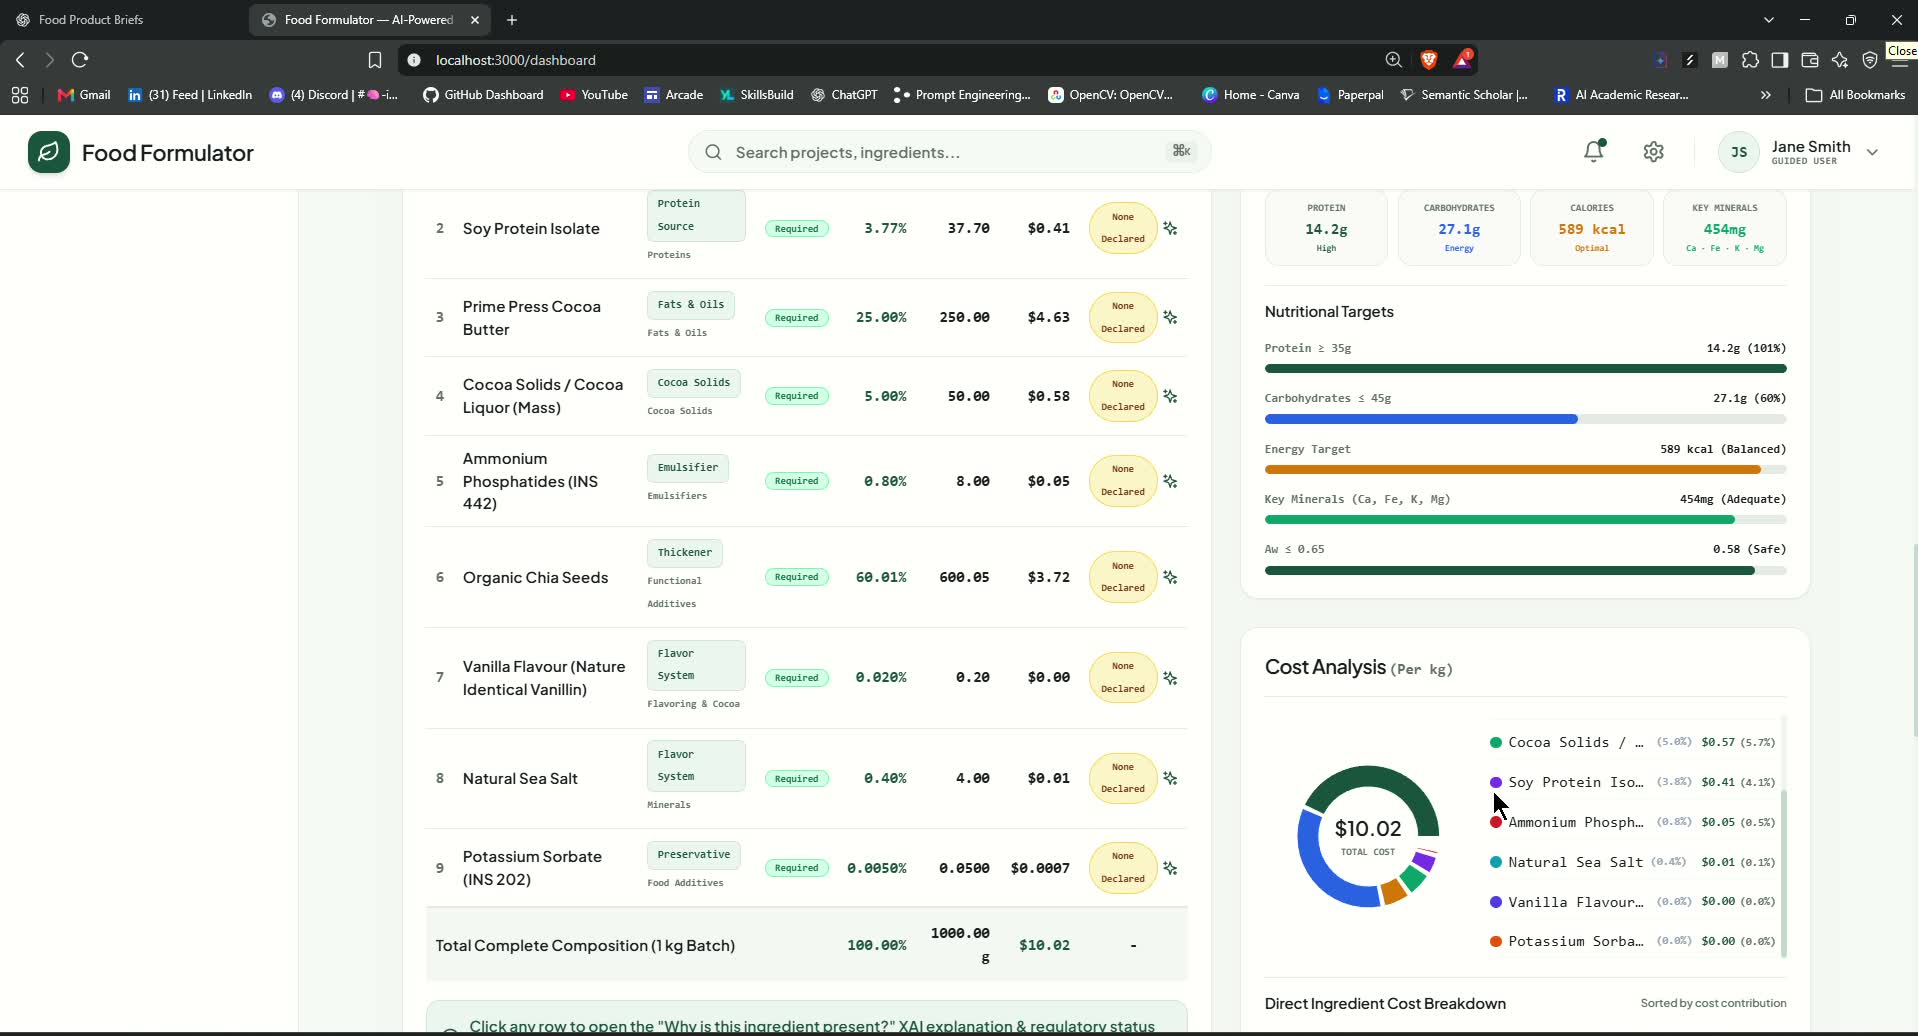 Food Product Briefs
Food Formulator — AI-Powered
Close
localhost:3000/dashboard
1
Gmail
(31) Feed | LinkedIn
(4) Discord | #🧠-i...
GitHub Dashboard
YouTube
Arcade
SkillsBuild
ChatGPT
Prompt Engineering...
OpenCV: OpenCV...
Home - Canva
Paperpal
Semantic Scholar |...
AI Academic Resear...
All Bookmarks
Food Formulator
Search projects, ingredients...
⌘K
JS
Jane Smith
GUIDED USER
2 Soy Protein Isolate
Protein
Source
Proteins
Required 3.77% 37.70 $0.41
None
Declared
3 Prime Press Cocoa
Butter
Fats & Oils
Fats & Oils
Required 25.00% 250.00 $4.63
None
Declared
4 Cocoa Solids / Cocoa
Liquor (Mass)
Cocoa Solids
Cocoa Solids
Required 5.00% 50.00 $0.58
None
Declared
5 Ammonium
Phosphatides (INS
442)
Emulsifier
Emulsifiers
Required 0.80% 8.00 $0.05
None
Declared
6 Organic Chia Seeds
Thickener
Functional
Additives
Required 60.01% 600.05 $3.72
None
Declared
7 Vanilla Flavour (Nature
Identical Vanillin)
Flavor
System
Flavoring & Cocoa
Required 0.020% 0.20 $0.00
None
Declared
8 Natural Sea Salt
Flavor
System
Minerals
Required 0.40% 4.00 $0.01
None
Declared
9 Potassium Sorbate
(INS 202)
Preservative
Food Additives
Required 0.0050% 0.0500 $0.0007
None
Declared
Total Complete Composition (1 kg Batch) 100.00% 1000.00
g
$10.02 -
Click any row to open the "Why is this ingredient present?" XAI explanation & regulatory status
PROTEIN
14.2g
High
CARBOHYDRATES
27.1g
Energy
CALORIES
589 kcal
Optimal
KEY MINERALS
454mg
Ca · Fe · K · Mg
Nutritional Targets
Protein ≥ 35g 14.2g (101%)
Carbohydrates ≤ 45g 27.1g (60%)
Energy Target 589 kcal (Balanced)
Key Minerals (Ca, Fe, K, Mg) 454mg (Adequate)
Aw ≤ 0.65 0.58 (Safe)
Cost Analysis (Per kg)
$10.02
TOTAL COST
Cocoa Solids / … (5.0%) $0.57 (5.7%)
Soy Protein Iso… (3.8%) $0.41 (4.1%)
Ammonium Phosph… (0.8%) $0.05 (0.5%)
Natural Sea Salt (0.4%) $0.01 (0.1%)
Vanilla Flavour… (0.0%) $0.00 (0.0%)
Potassium Sorba… (0.0%) $0.00 (0.0%)
Direct Ingredient Cost Breakdown Sorted by cost contribution